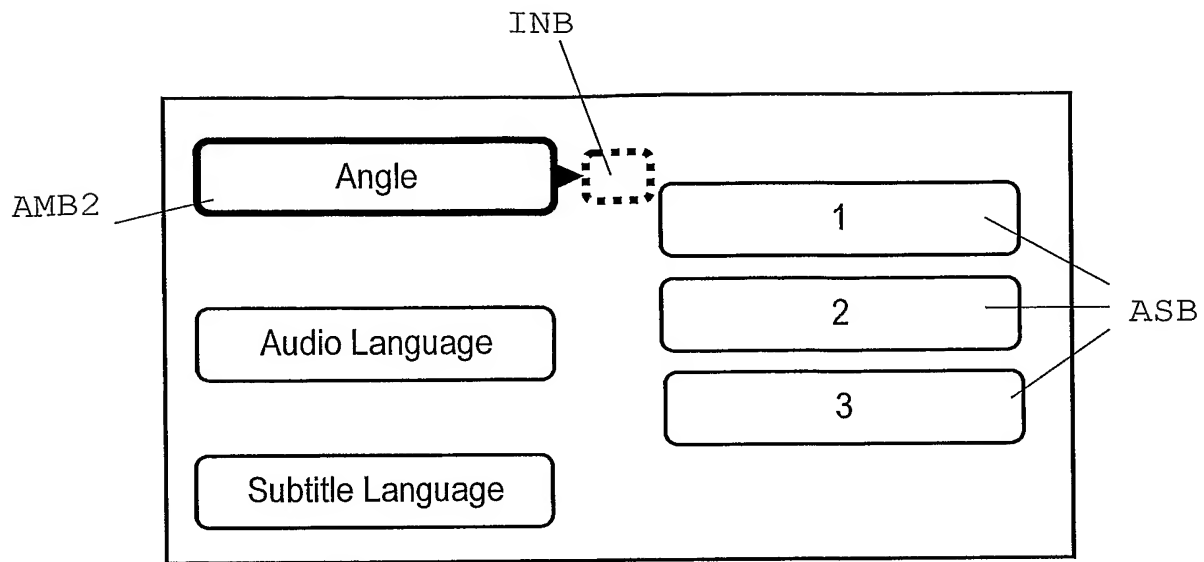 INB
Angle
AMB2
1
2
ASB
Audio Language
3
Subtitle Language